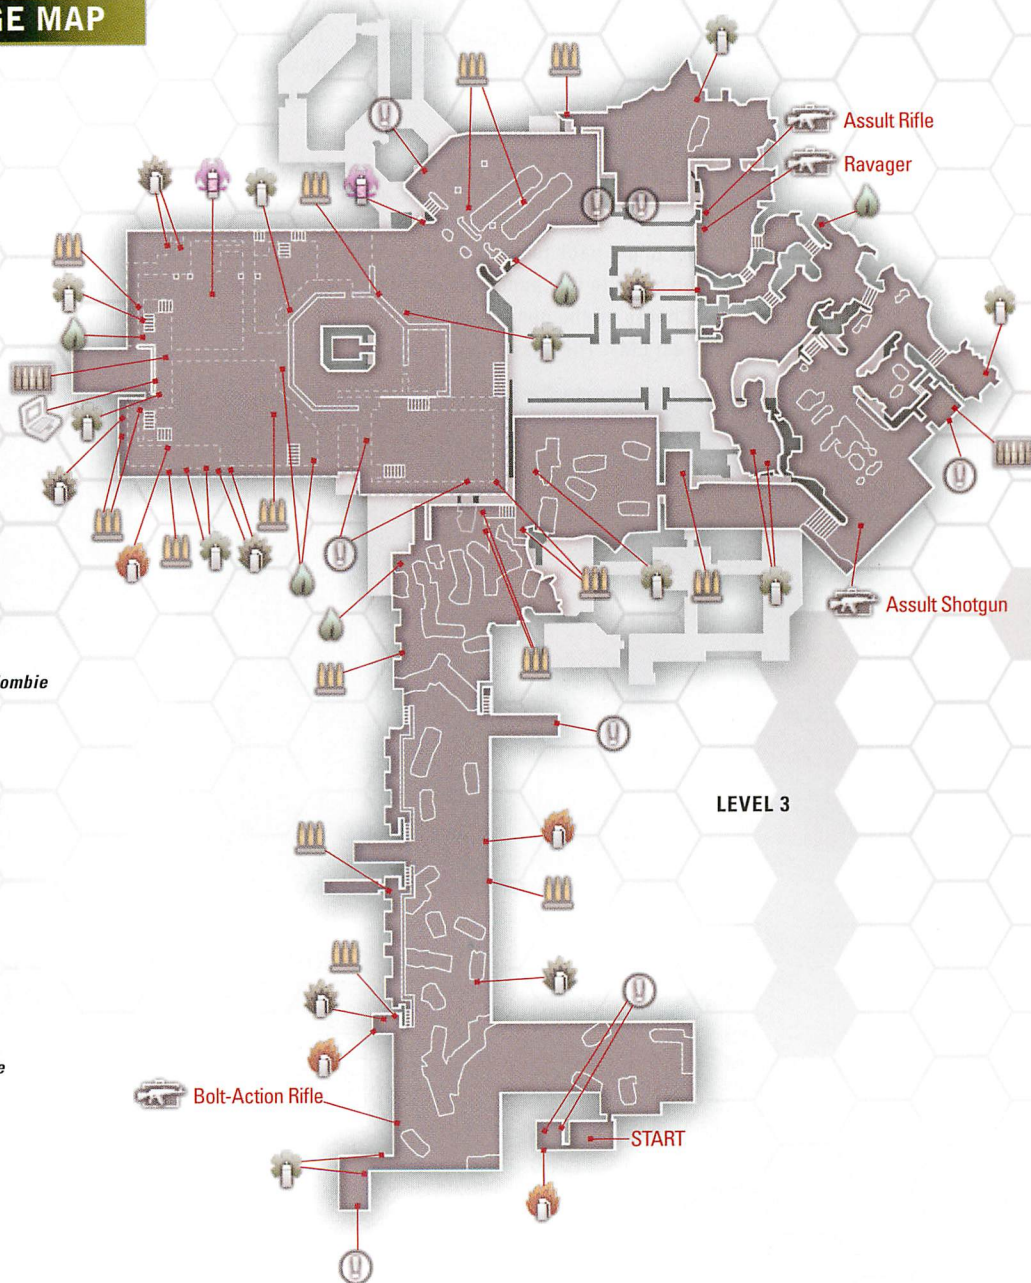 GE MAP
Assult Rifle
Ravager
Assult Shotgun
ombie
LEVEL 3
e
Bolt-Action Rifle
START